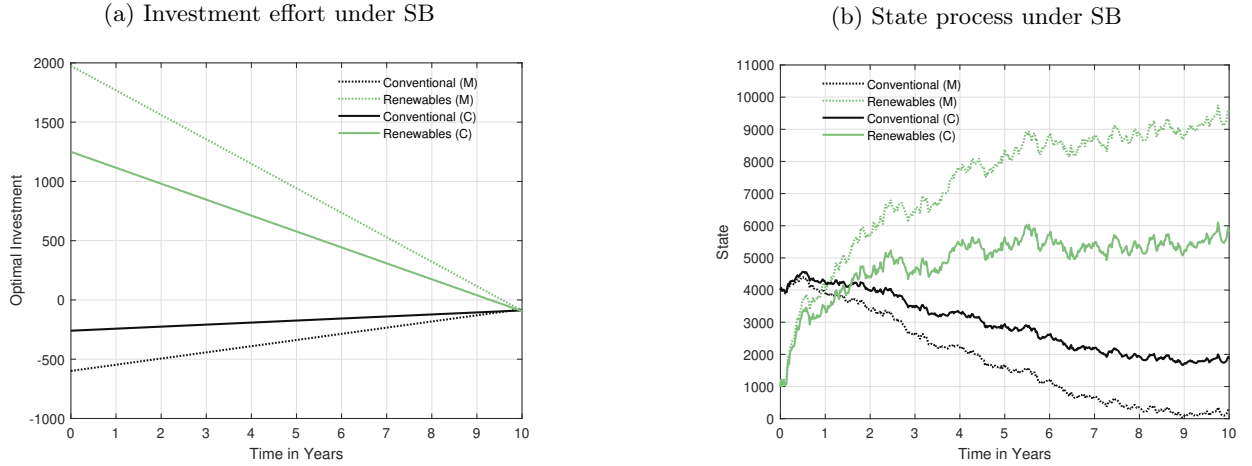 (a) Investment effort under SB
2000
1500
1000
500
0
-500
-1000
Optimal Investment
0 1 2 3 4 5 6 7 8 9 10
Time in Years
Conventional (M)
Renewables (M)
Conventional (C)
Renewables (C)
(b) State process under SB
11000
10000
9000
8000
7000
6000
5000
4000
3000
2000
1000
0
State
0 1 2 3 4 5 6 7 8 9 10
Time in Years
Conventional (M)
Renewables (M)
Conventional (C)
Renewables (C)